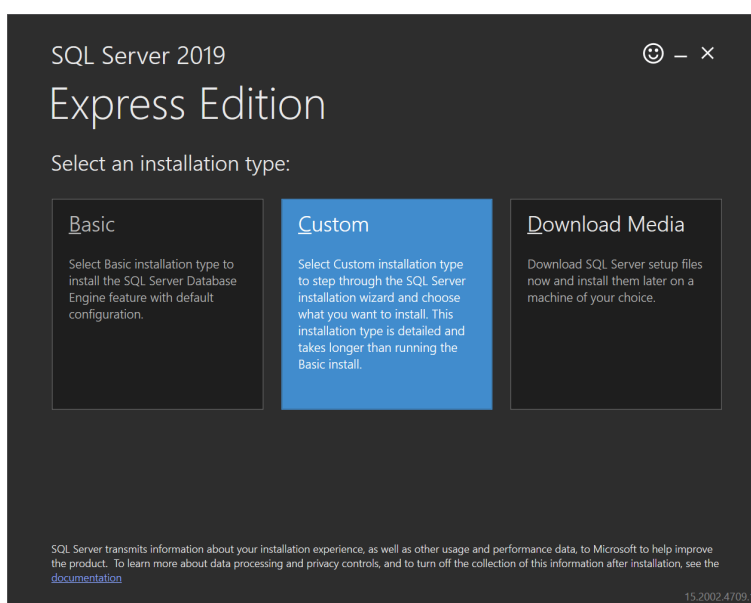 SQL Server 2019
Express Edition
Select an installation type:
Basic
Select Basic installation type to
install the SQL Server Database
Engine feature with default
configuration.
Custom
Select Custom installation type
to step through the SQL Server
installation wizard and choose
what you want to install. This
installation type is detailed and
takes longer than running the
Basic install.
Download Media
Download SQL Server setup files
now and install them later on a
machine of your choice.
SQL Server transmits information about your installation experience, as well as other usage and performance data, to Microsoft to help improve
the product. To learn more about data processing and privacy controls, and to turn off the collection of this information after installation, see the
documentation
15.2002.4709.